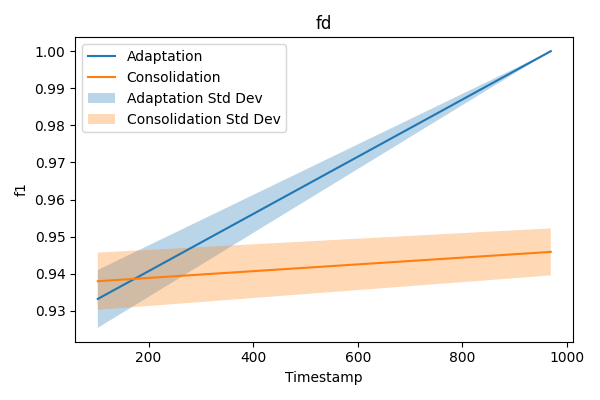 fd
Adaptation
Consolidation
Adaptation Std Dev
Consolidation Std Dev
f1
1.00
0.99
0.98
0.97
0.96
0.95
0.94
0.93
200
400
600
800
1000
Timestamp